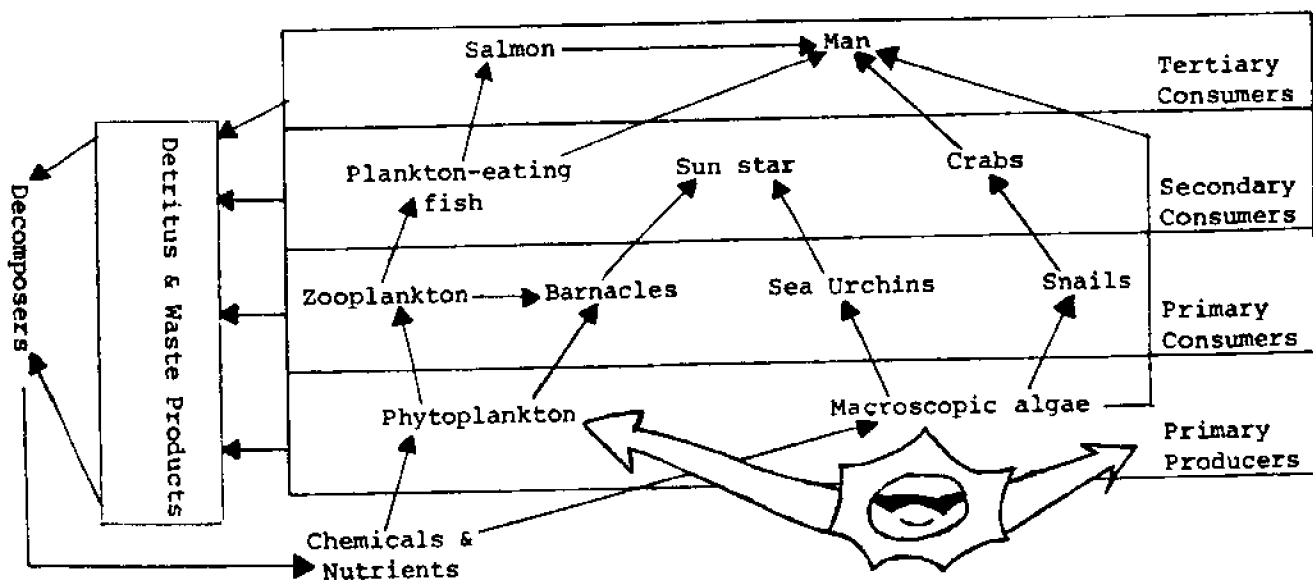 Salmon
Man
Tertiary
Consumers
Plankton-eating
fish
Sun star
Crabs
Secondary
Consumers
Zooplankton
Barnacles
Sea Urchins
Snails
Primary
Consumers
Phytoplankton
Macroscopic algae
Primary
Producers
Detritus & Waste Products
Decomposers
Chemicals &
Nutrients